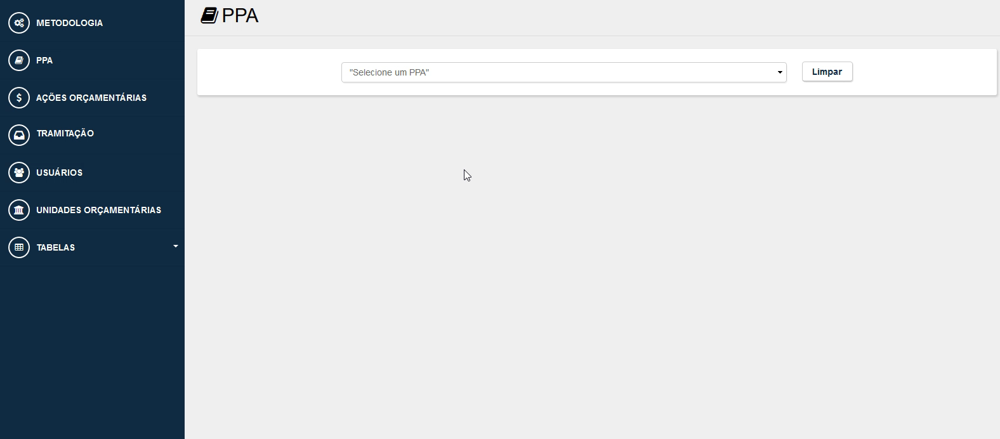 METODOLOGIA
PPA
AÇÕES ORÇAMENTÁRIAS
TRAMITAÇÃO
USUÁRIOS
UNIDADES ORÇAMENTÁRIAS
TABELAS
PPA
"Selecione um PPA"
Limpar